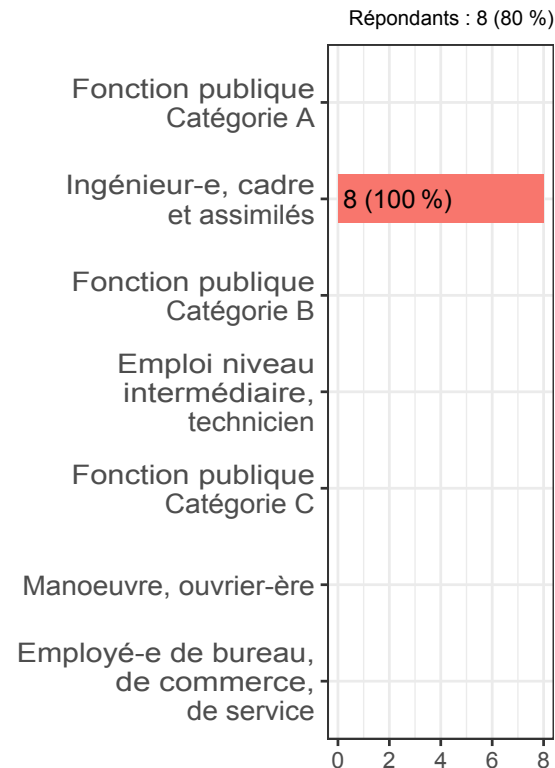 Répondants : 8 (80 %)
Fonction publique
Catégorie A
Ingénieur-e, cadre
et assimilés
8 (100 %)
Fonction publique
Catégorie B
Emploi niveau
intermédiaire,
technicien
Fonction publique
Catégorie C
Manoeuvre, ouvrier-ère
Employé-e de bureau,
de commerce,
de service
0 2 4 6 8